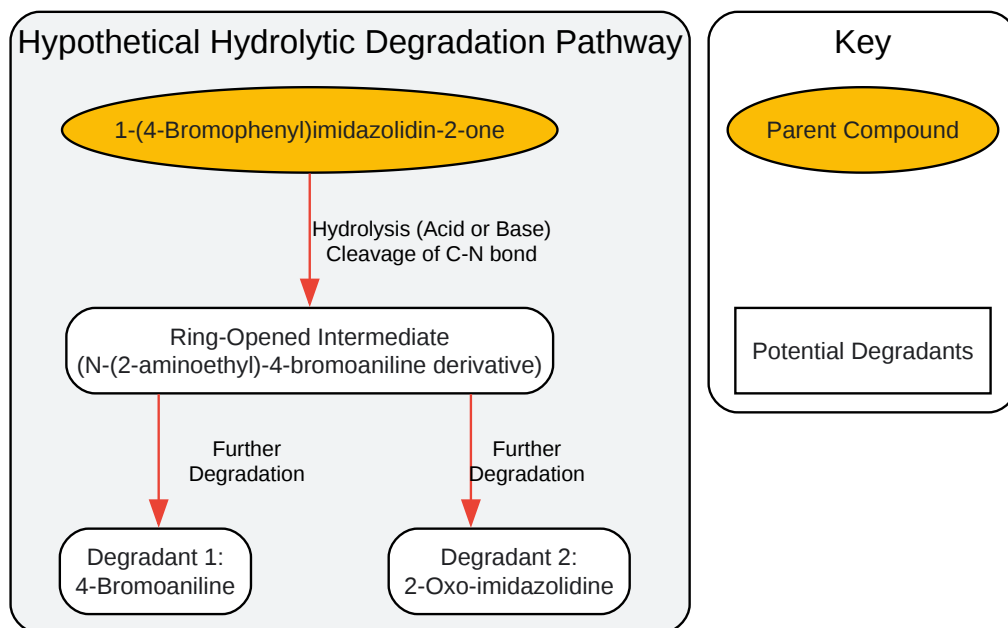 Hypothetical Hydrolytic Degradation Pathway
1-(4-Bromophenyl)imidazolidin-2-one
Hydrolysis (Acid or Base)
Cleavage of C-N bond
Ring-Opened Intermediate
(N-(2-aminoethyl)-4-bromoaniline derivative)
Further
Degradation
Further
Degradation
Degradant 1:
4-Bromoaniline
Degradant 2:
2-Oxo-imidazolidine
Key
Parent Compound
Potential Degradants